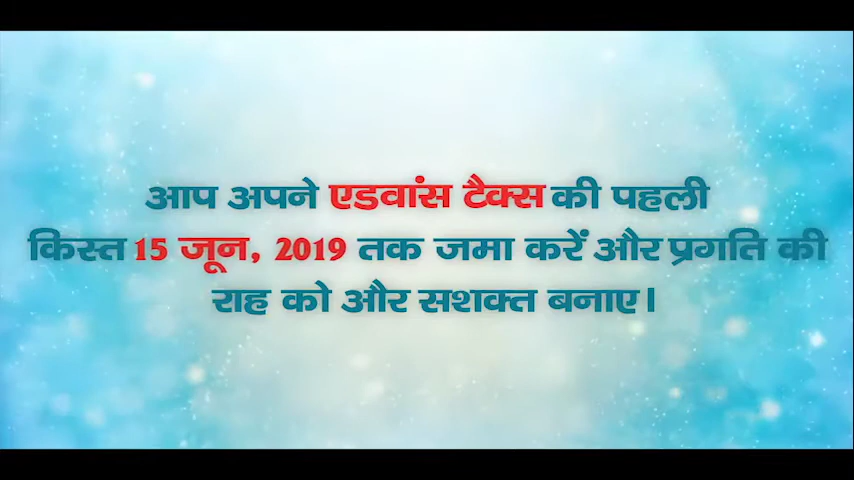 आप अपने एडवांस टैक्स की पहली
किस्त 15 जून, 2019 तक जमा करें और प्रगति की
राह को और सशक्त बनाए।